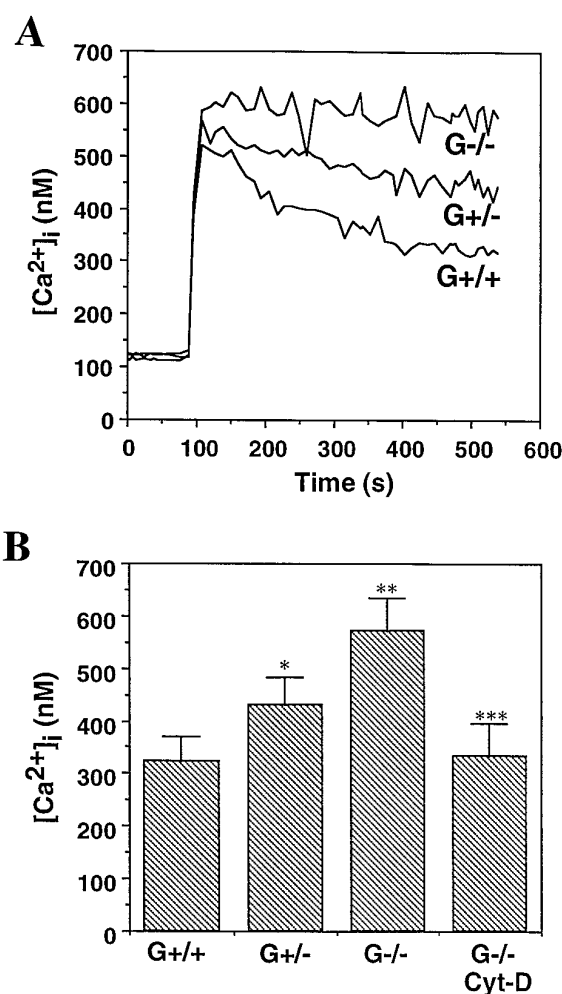 A
700
600
500
400
300
200
100
0
[Ca2+]i (nM)
G-/-
G+/-
G+/+
0 100 200 300 400 500 600
Time (s)
B
700
600
500
400
300
200
100
0
[Ca2+]i (nM)
*
**
***
G+/+ G+/- G-/- G-/-
Cyt-D